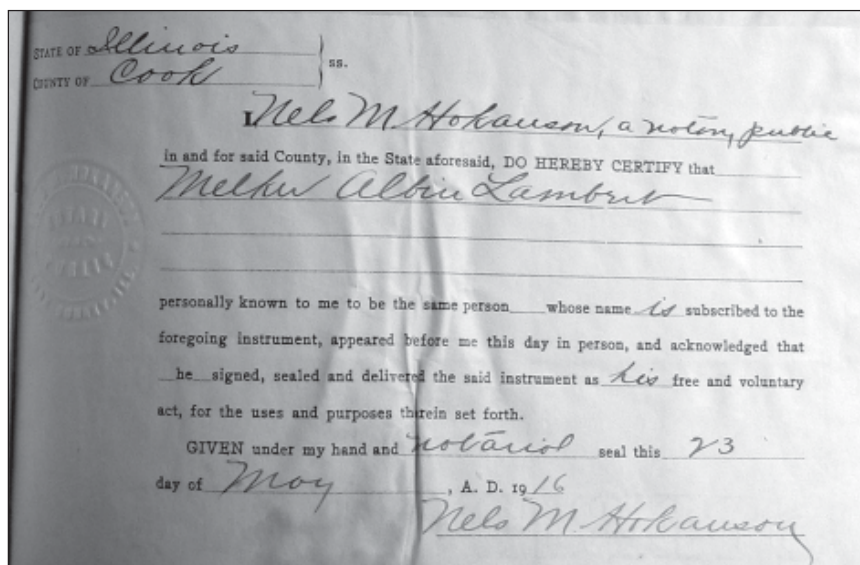 STATE OF Illinois
COUNTY OF Cook
ss.
I Nels M. Hokanson, a notary public
in and for said County, in the State aforesaid, DO HEREBY CERTIFY that
Melker Albin Lambert
personally known to me to be the same person whose name is subscribed to the
foregoing instrument, appeared before me this day in person, and acknowledged that
he signed, sealed and delivered the said instrument as his free and voluntary
act, for the uses and purposes therein set forth.
GIVEN under my hand and notarial seal this 23
day of May, A. D. 1916
Nels M. Hokanson
NOTARY
PUBLIC